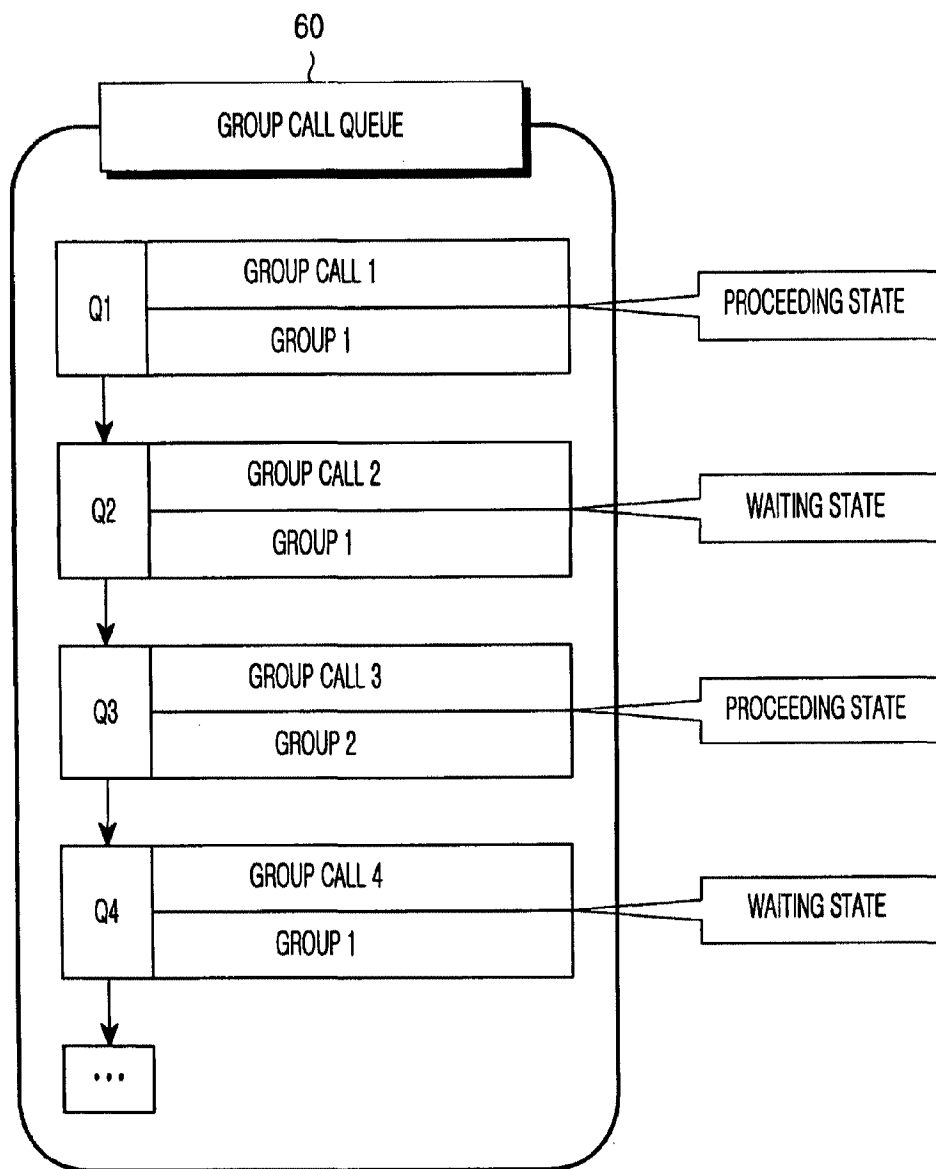 60
GROUP CALL QUEUE
Q1
GROUP CALL 1
GROUP 1
PROCEEDING STATE
Q2
GROUP CALL 2
GROUP 1
WAITING STATE
Q3
GROUP CALL 3
GROUP 2
PROCEEDING STATE
Q4
GROUP CALL 4
GROUP 1
WAITING STATE
...